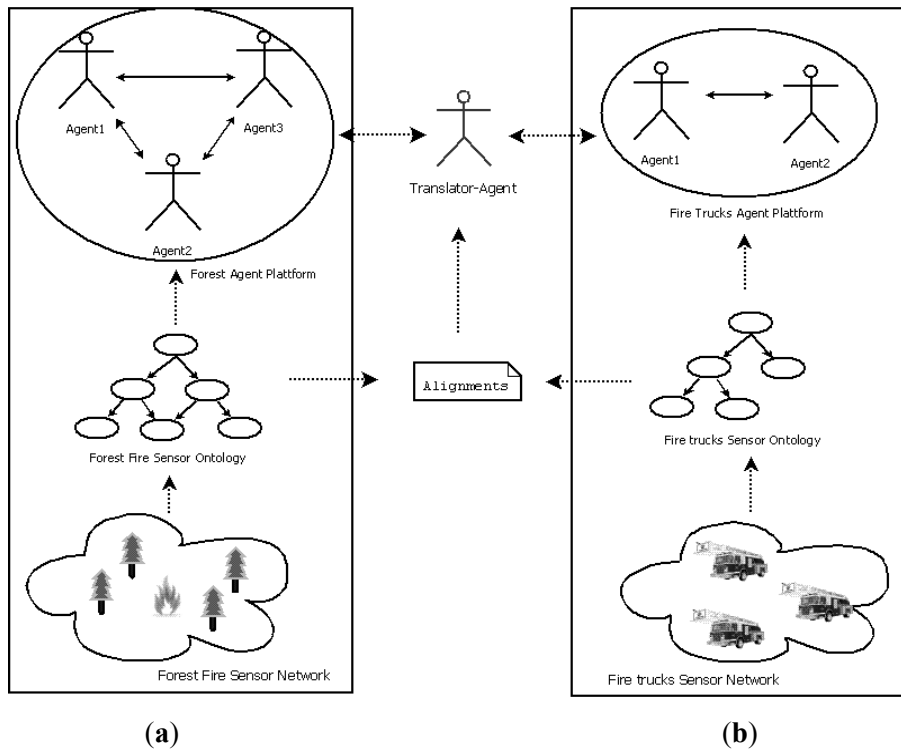 Agent1
Agent3
Agent2
Forest Agent Plattform
Forest Fire Sensor Ontology
Forest Fire Sensor Network
Translator-Agent
Alignments
Agent1
Agent2
Fire Trucks Agent Plattform
Fire trucks Sensor Ontology
Fire trucks Sensor Network
(a)
(b)